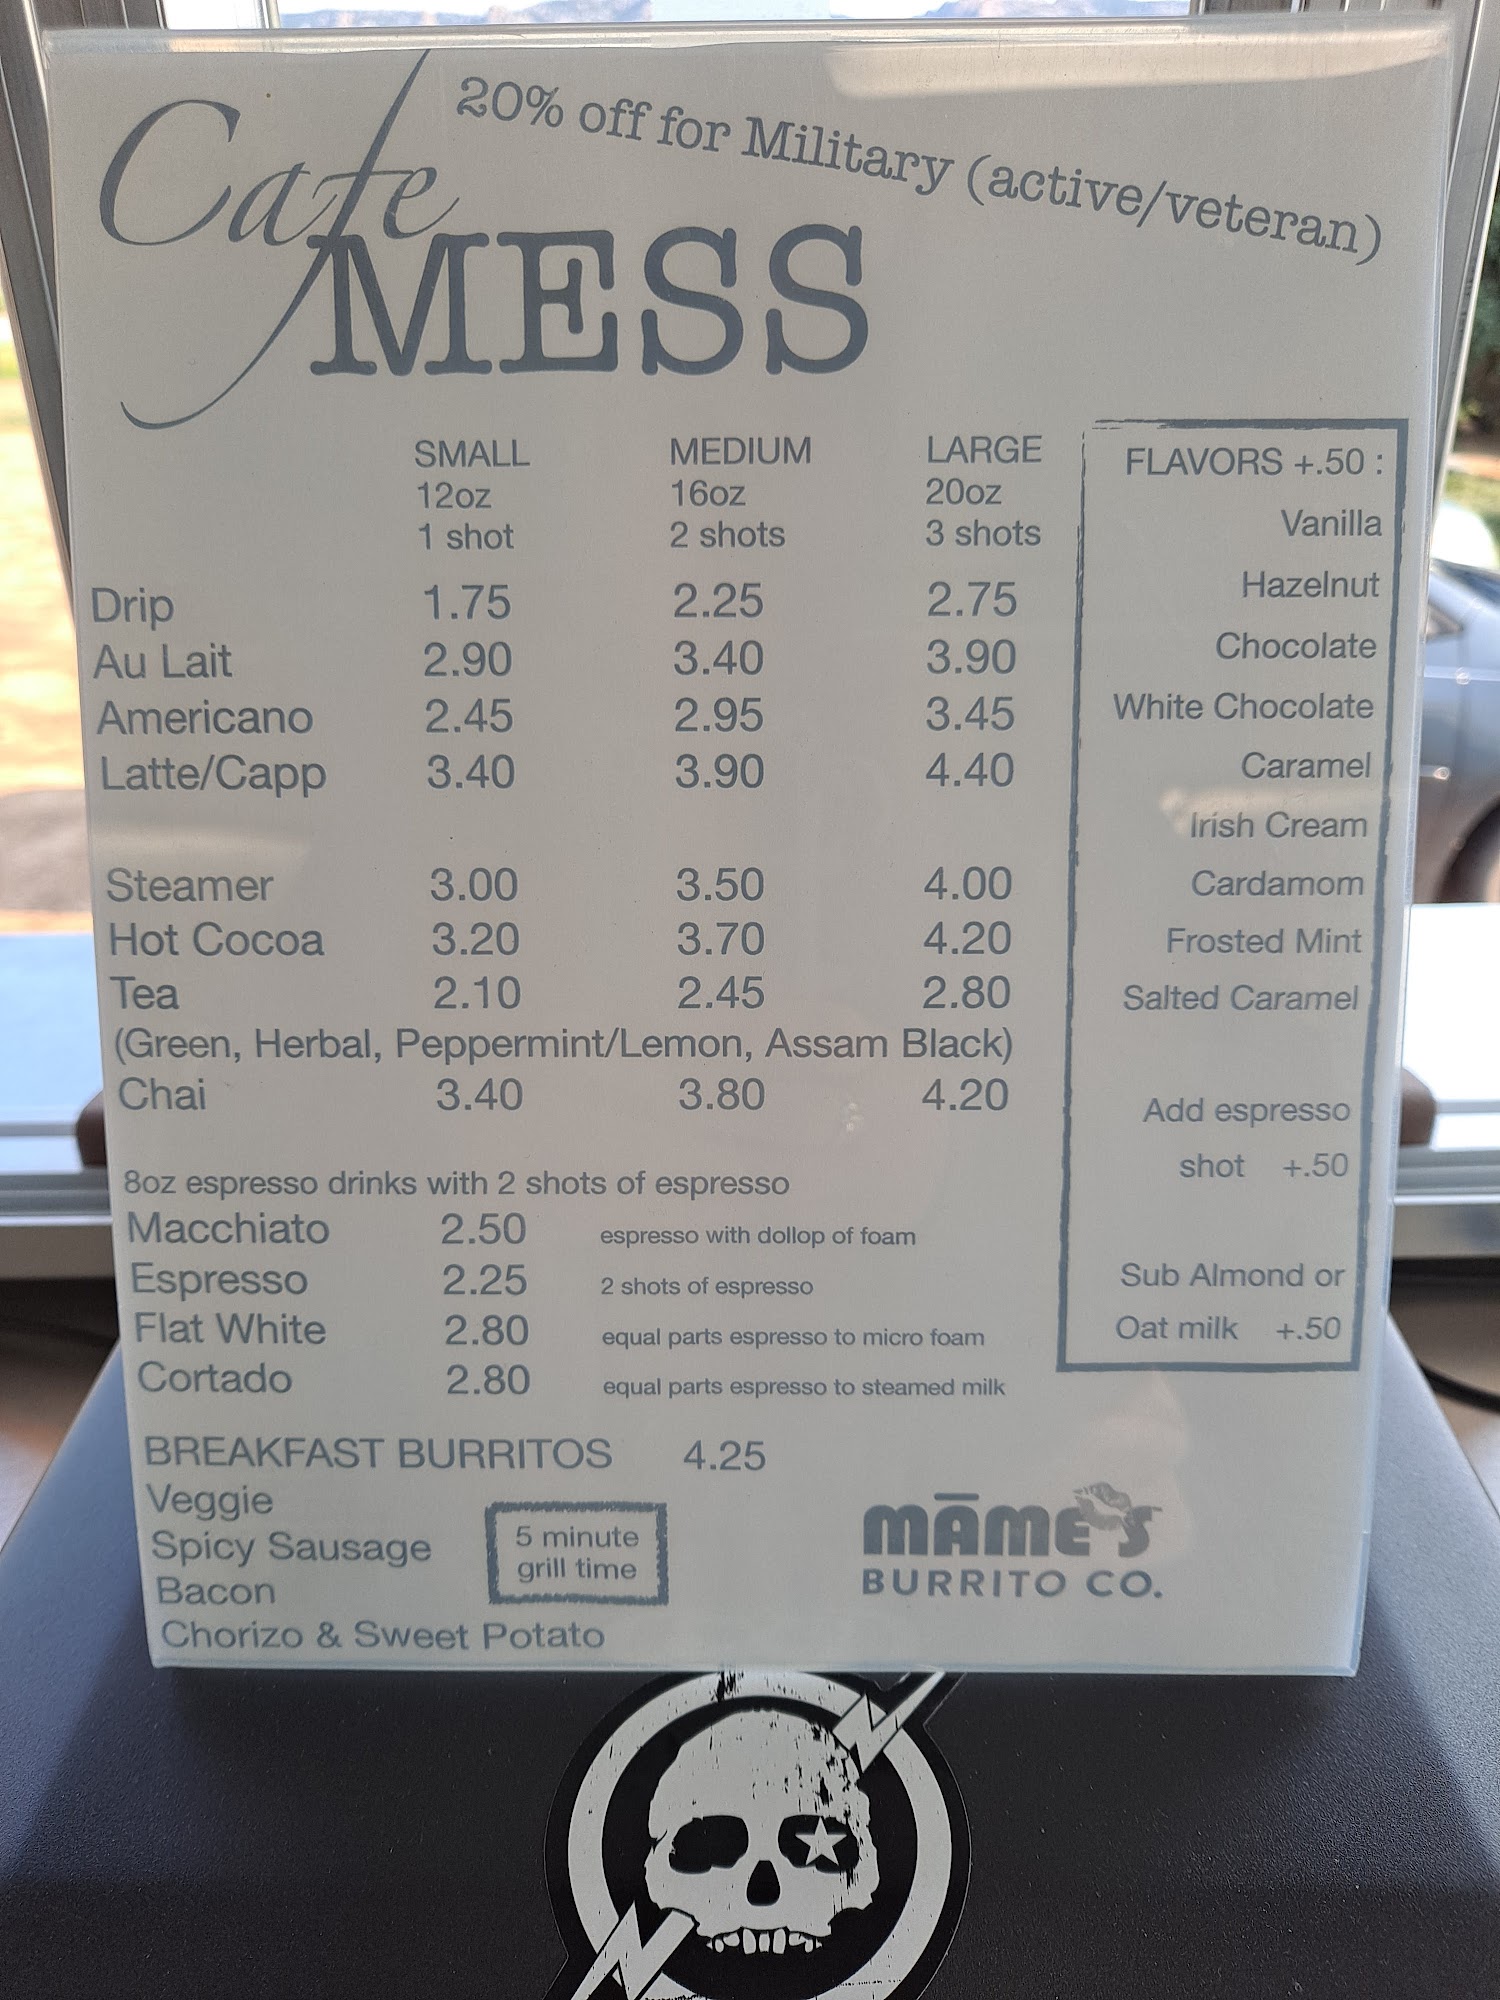 Cafe
MESS
20% off for Military (active/veteran)
SMALL MEDIUM LARGE
12oz 16oz 20oz
1 shot 2 shots 3 shots
Drip 1.75 2.25 2.75
Au Lait 2.90 3.40 3.90
Americano 2.45 2.95 3.45
Latte/Capp 3.40 3.90 4.40
Steamer 3.00 3.50 4.00
Hot Cocoa 3.20 3.70 4.20
Tea 2.10 2.45 2.80
(Green, Herbal, Peppermint/Lemon, Assam Black)
Chai 3.40 3.80 4.20
8oz espresso drinks with 2 shots of espresso
Macchiato 2.50 espresso with dollop of foam
Espresso 2.25 2 shots of espresso
Flat White 2.80 equal parts espresso to micro foam
Cortado 2.80 equal parts espresso to steamed milk
FLAVORS +.50 :
Vanilla
Hazelnut
Chocolate
White Chocolate
Caramel
Irish Cream
Cardamom
Frosted Mint
Salted Caramel
Add espresso
shot +.50
Sub Almond or
Oat milk +.50
BREAKFAST BURRITOS 4.25
Veggie
Spicy Sausage
Bacon
Chorizo & Sweet Potato
5 minute
grill time
MĀME'S
BURRITO CO.